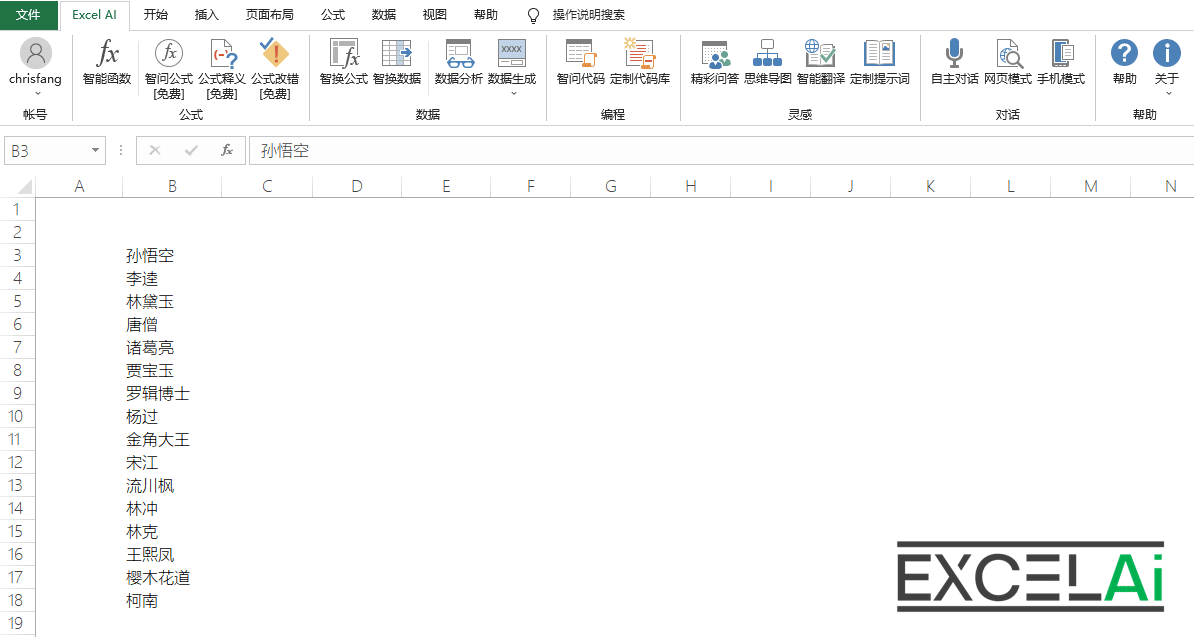 文件 Excel AI 开始 插入 页面布局 公式 数据 视图 帮助 操作说明搜索
chrisfang 智能函数 智问公式 公式释义 公式改错 智换公式 智换数据 数据分析 数据生成 智问代码 定制代码库 精彩问答 思维导图 智能翻译 定制提示词 自主对话 网页模式 手机模式 帮助 关于
[免费] [免费] [免费]
帐号 公式 数据 编程 灵感 对话 帮助
B3 fx 孙悟空
A B C D E F G H I J K L M N
1
2
3 孙悟空
4 李逵
5 林黛玉
6 唐僧
7 诸葛亮
8 贾宝玉
9 罗辑博士
10 杨过
11 金角大王
12 宋江
13 流川枫
14 林冲
15 林克
16 王熙凤
17 樱木花道
18 柯南
19
EXCELAi